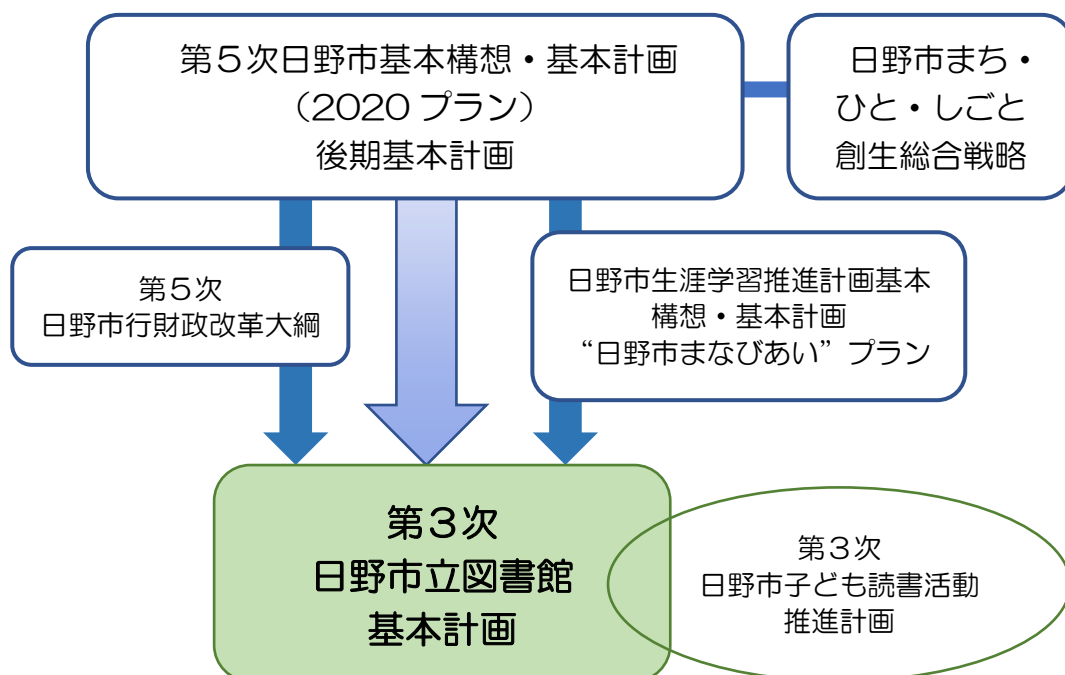 第５次日野市基本構想・基本計画
（2020 プラン）
後期基本計画
日野市まち・
ひと・しごと
創生総合戦略
第５次
日野市行財政改革大綱
日野市生涯学習推進計画基本
構想・基本計画
“日野市まなびあい”プラン
第３次
日野市立図書館
基本計画
第３次
日野市子ども読書活動
推進計画